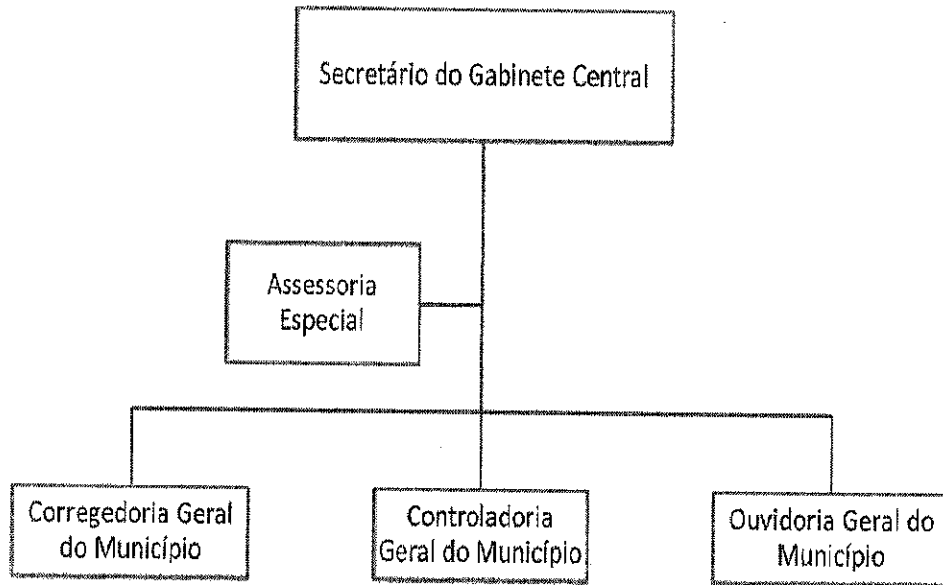 Secretário do Gabinete Central
Assessoria
Especial
Corregedoria Geral
do Município
Controladoria
Geral do Município
Ouvidoria Geral do
Município